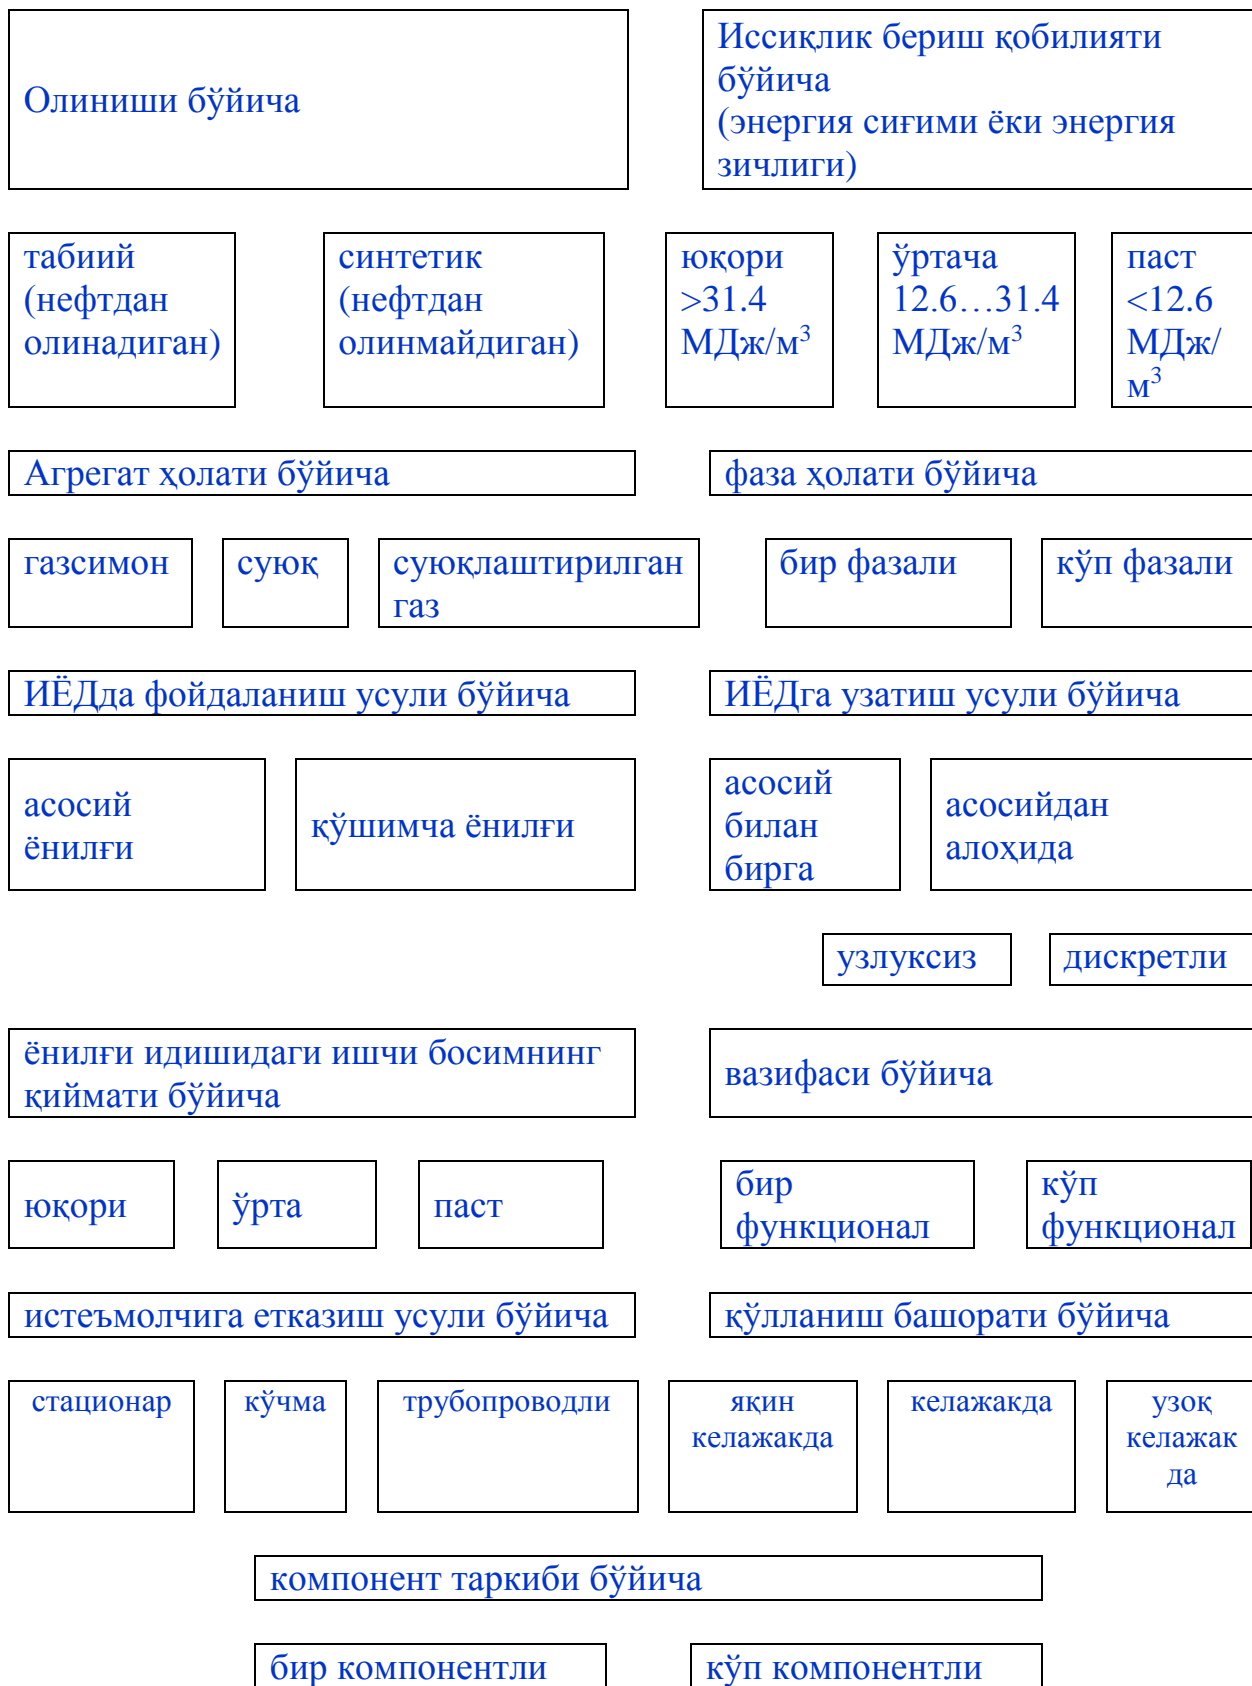 Олиниши бўйича
Иссиқлик бериш қобилияти
бўйича
(энергия сиғими ёки энергия
зичлиги)
табиий
(нефтдан
олинадиган)
синтетик
(нефтдан
олинмайдиган)
юқори
>31.4
МДж/м³
ўртача
12.6…31.4
МДж/м³
паст
<12.6
МДж/
м³
Агрегат ҳолати бўйича
фаза ҳолати бўйича
газсимон
суюқ
суюқлаштирилган
газ
бир фазали
кўп фазали
ИЁДда фойдаланиш усули бўйича
ИЁДга узатиш усули бўйича
асосий
ёнилғи
қўшимча ёнилғи
асосий
билан
бирга
асосийдан
алоҳида
узлуксиз
дискретли
ёнилғи идишидаги ишчи босимнинг
қиймати бўйича
вазифаси бўйича
юқори
ўрта
паст
бир
функционал
кўп
функционал
истеъмолчига етказиш усули бўйича
қўлланиш башорати бўйича
стационар
кўчма
трубопроводли
яқин
келажакда
келажакда
узоқ
келажак
да
компонент таркиби бўйича
бир компонентли
кўп компонентли